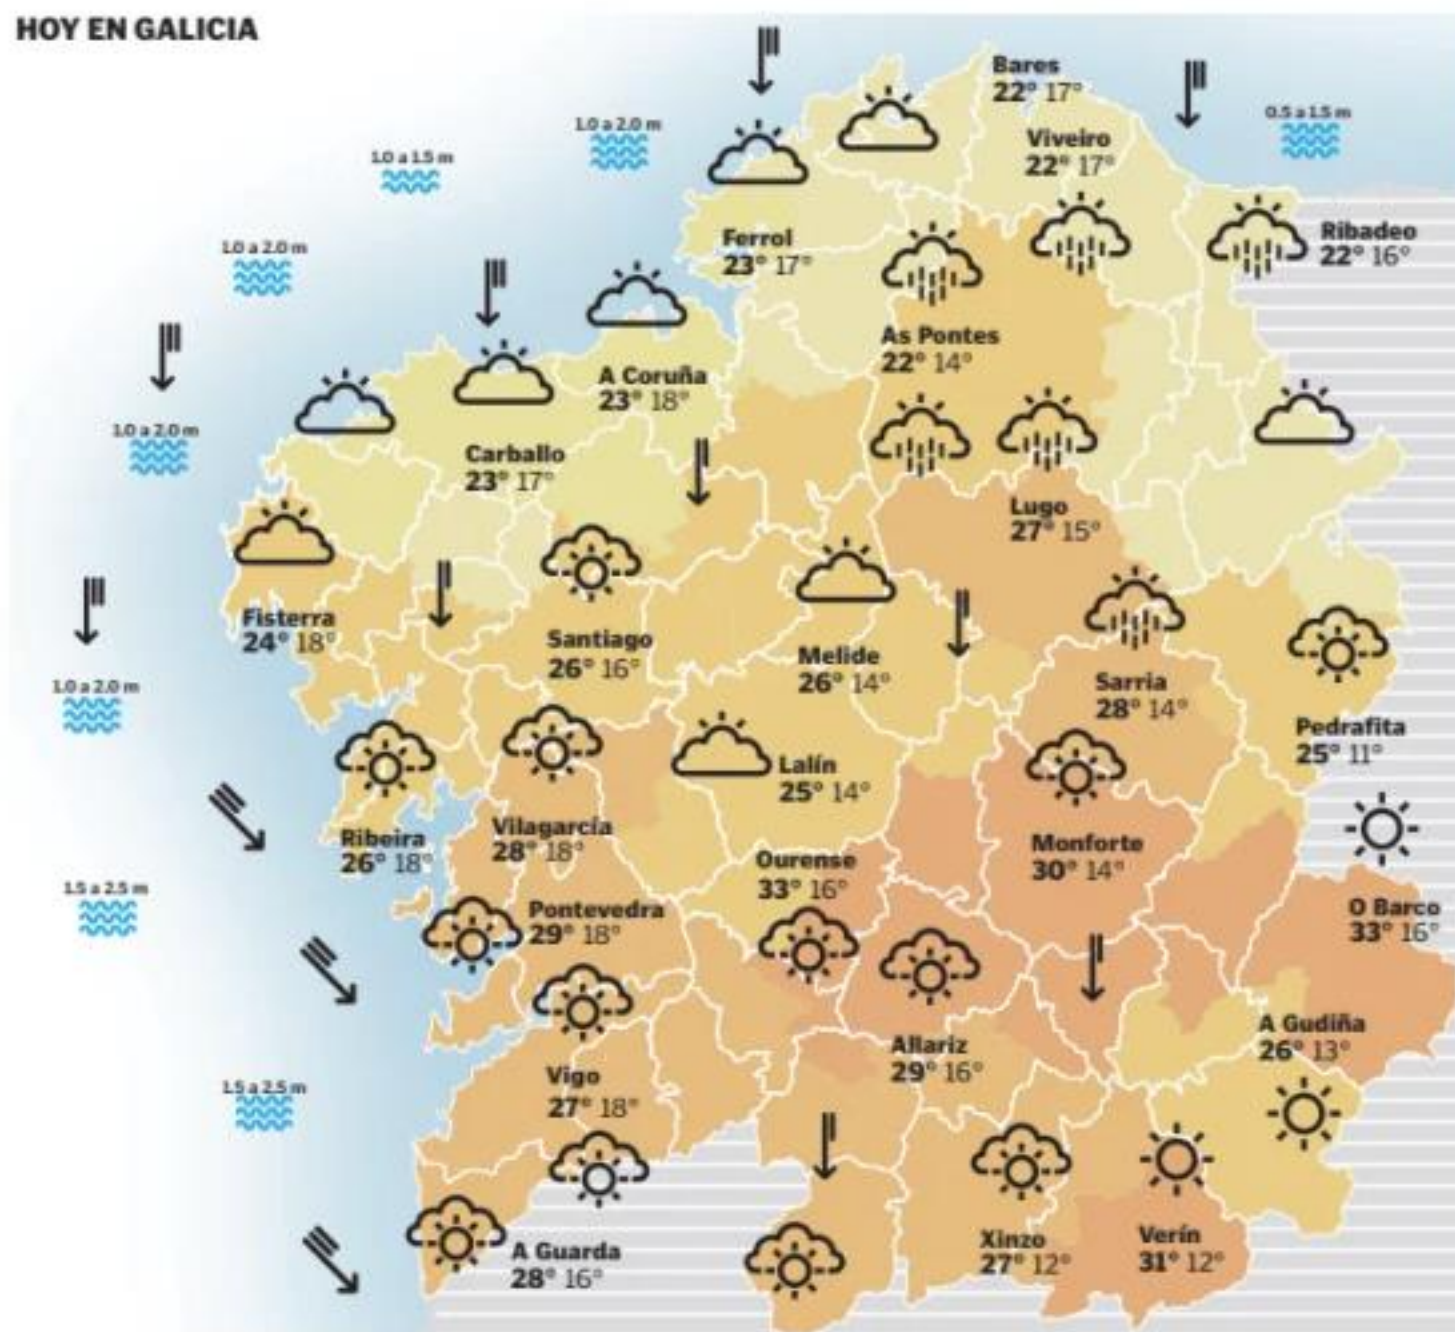 HOY EN GALICIA
Bares
22° 17°
1.0 a 2.0 m
0.5 a 1.5 m
Viveiro
22° 17°
1.0 a 1.5 m
Ferrol
23° 17°
Ribadeo
22° 16°
1.0 a 2.0 m
As Pontes
22° 14°
A Coruña
23° 18°
1.0 a 2.0 m
Carballo
23° 17°
Lugo
27° 15°
Fisterra
24° 18°
Santiago
26° 16°
Melide
26° 14°
Sarria
28° 14°
1.0 a 2.0 m
Pedrafita
25° 11°
Lalín
25° 14°
Ribeira
26° 18°
Vilagarcía
28° 18°
Ourense
33° 16°
Monforte
30° 14°
1.5 a 2.5 m
Pontevedra
29° 18°
O Barco
33° 16°
A Gudiña
26° 13°
Allariz
29° 16°
Vigo
27° 18°
1.5 a 2.5 m
A Guarda
28° 16°
Xinzo
27° 12°
Verín
31° 12°